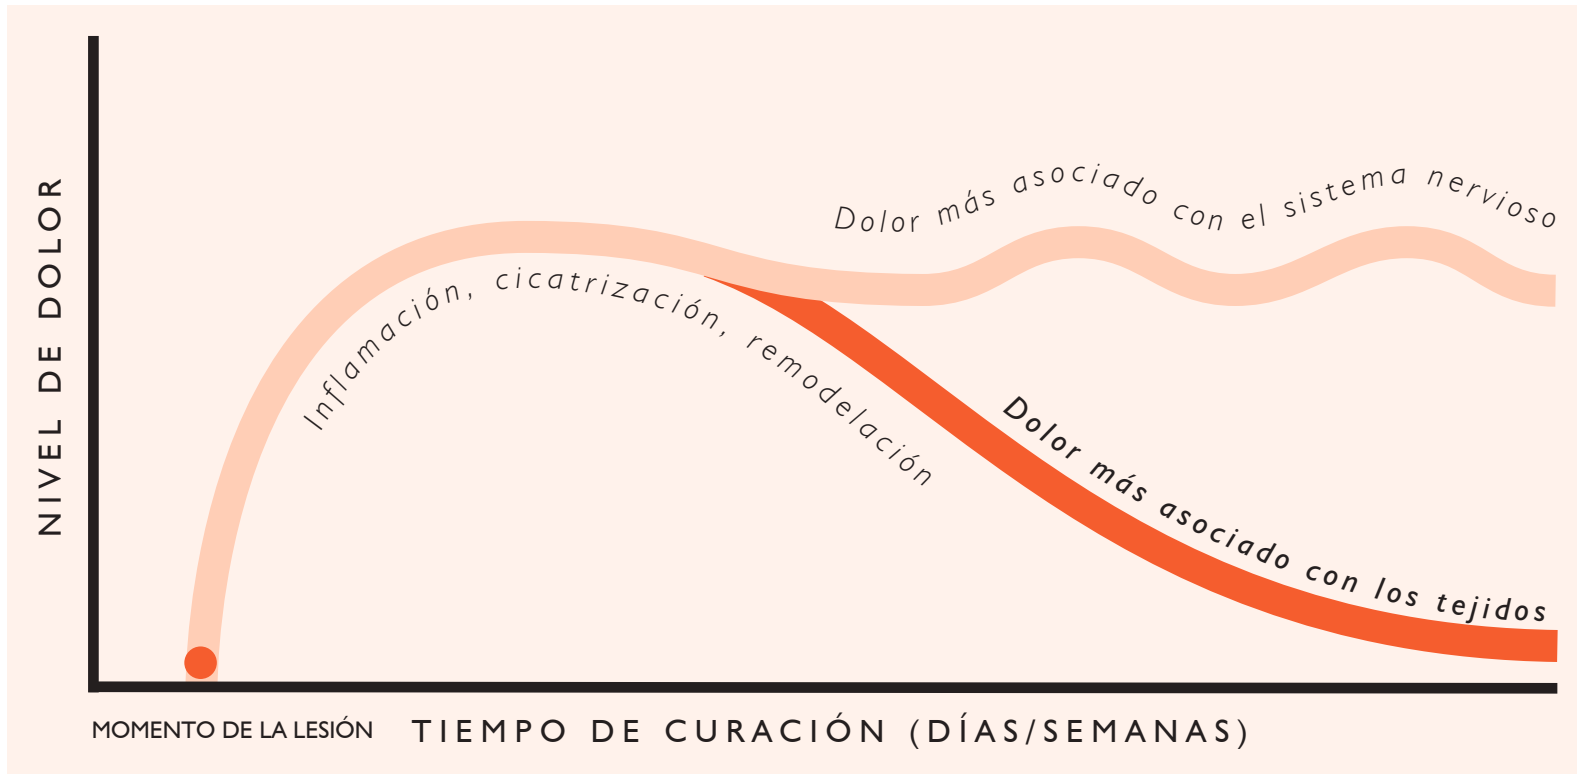 NIVEL DE DOLOR
Dolor más asociado con el sistema nervioso
Inflamación, cicatrización, remodelación
Dolor más asociado con los tejidos
MOMENTO DE LA LESIÓN
TIEMPO DE CURACIÓN (DÍAS/SEMANAS)